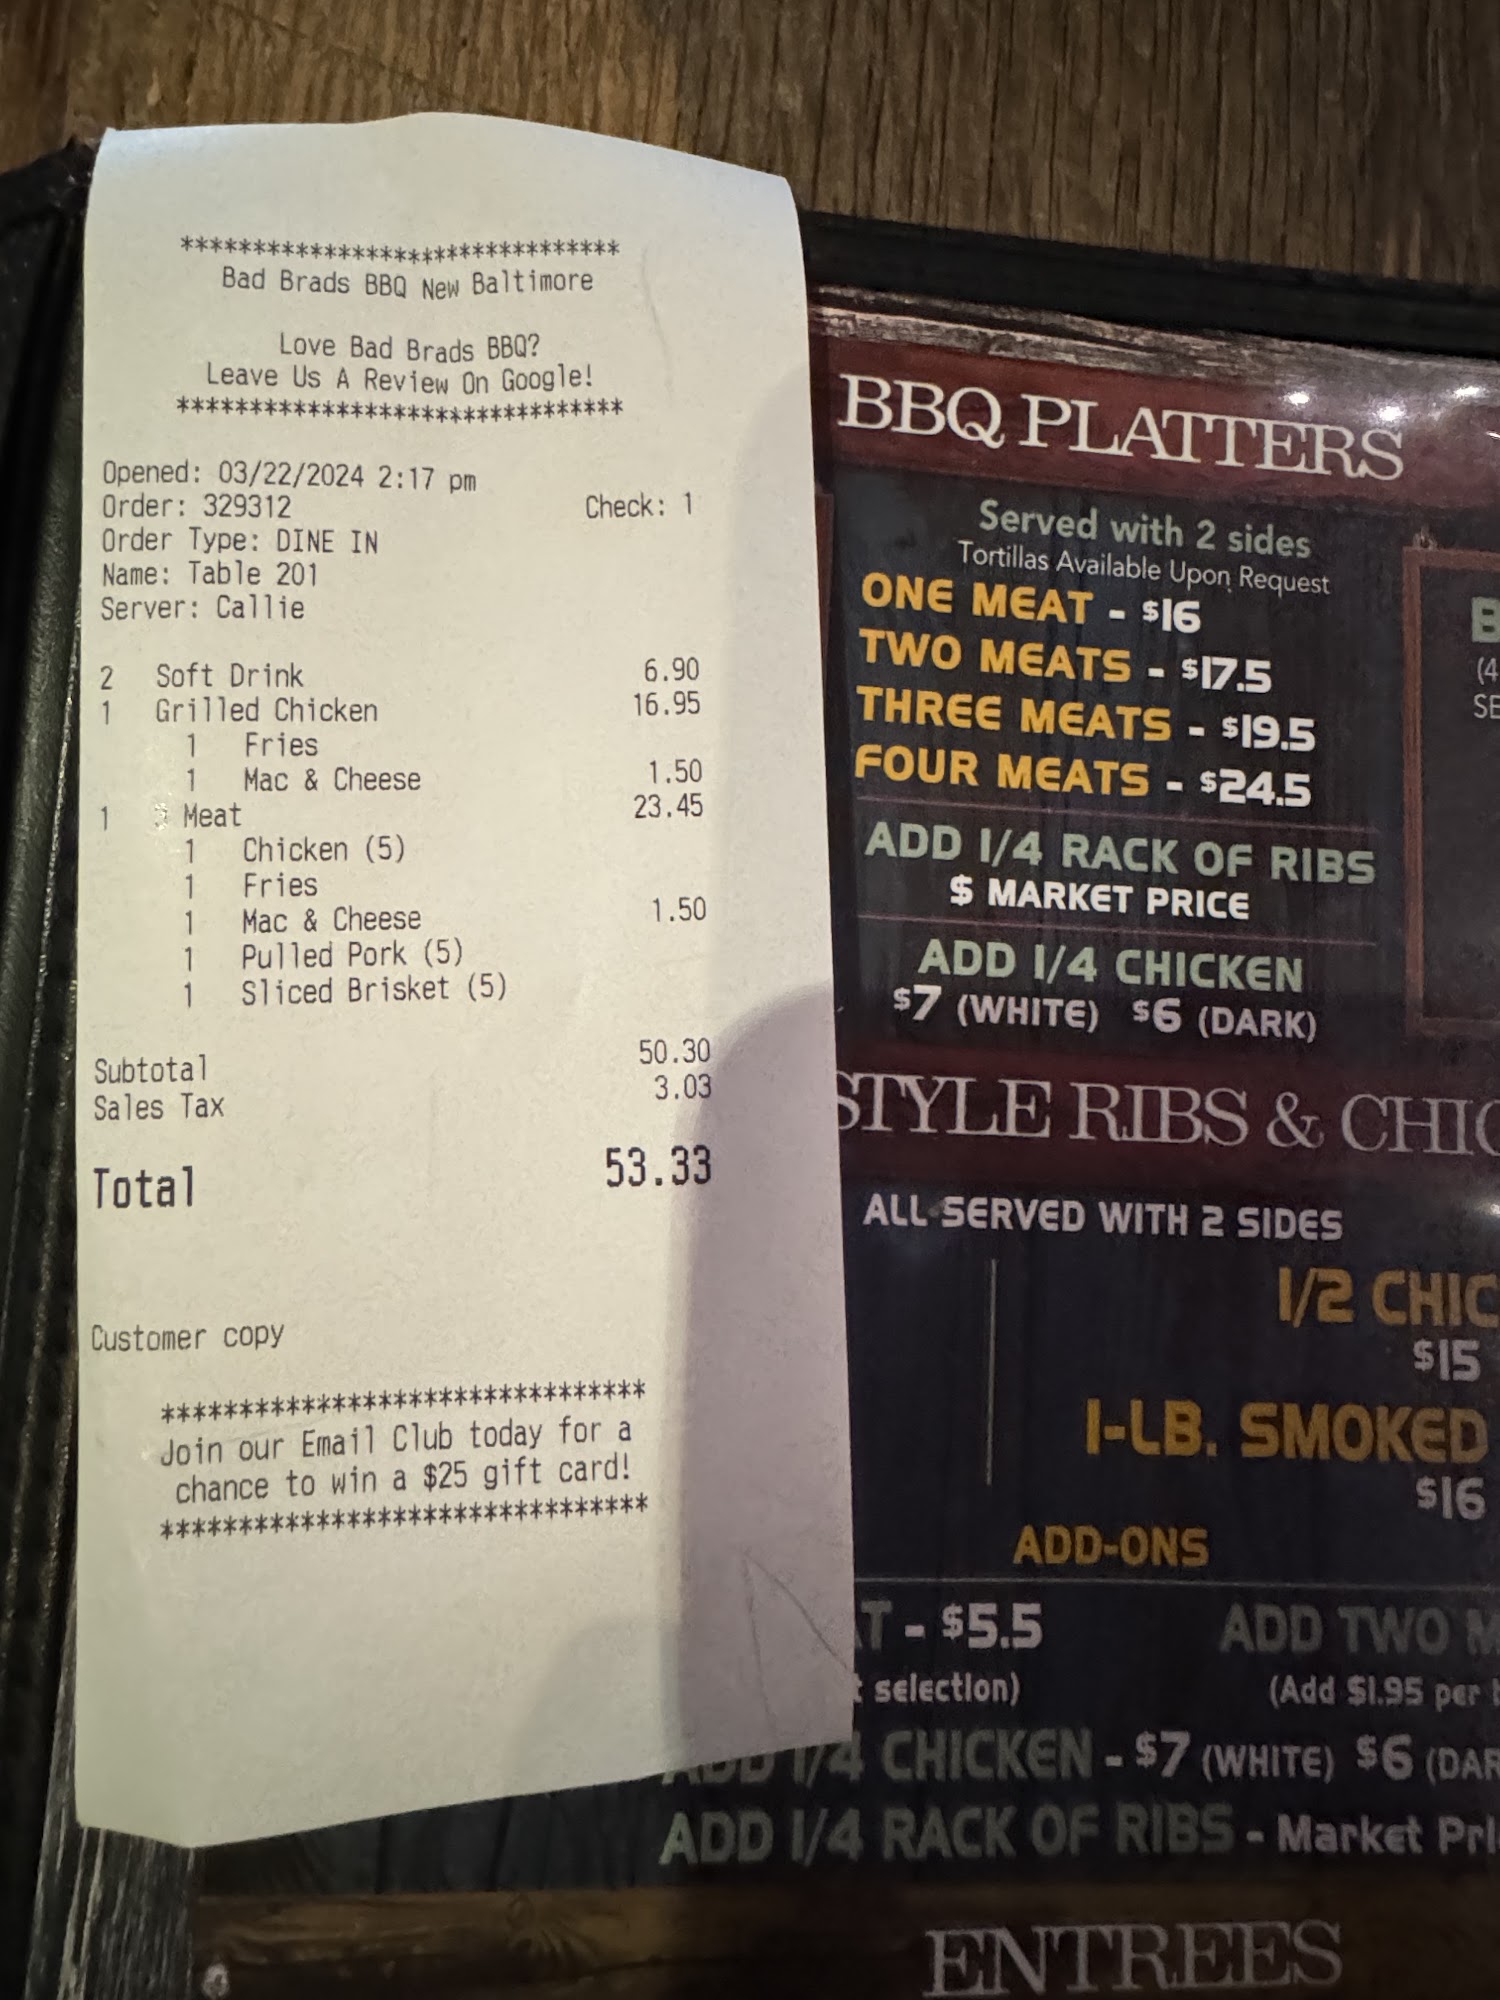 *******************************
Bad Brads BBQ New Baltimore
Love Bad Brads BBQ?
Leave Us A Review On Google!
*******************************
Opened: 03/22/2024 2:17 pm
Order: 329312 Check: 1
Order Type: DINE IN
Name: Table 201
Server: Callie
2 Soft Drink 6.90
1 Grilled Chicken 16.95
1 Fries
1 Mac & Cheese 1.50
1 Meat 23.45
1 Chicken (5)
1 Fries
1 Mac & Cheese 1.50
1 Pulled Pork (5)
1 Sliced Brisket (5)
Subtotal 50.30
Sales Tax 3.03
Total 53.33
Customer copy
*******************************
Join our Email Club today for a
chance to win a $25 gift card!
*******************************
BBQ PLATTERS
Served with 2 sides
Tortillas Available Upon Request
ONE MEAT - $16
TWO MEATS - $17.5
THREE MEATS - $19.5
FOUR MEATS - $24.5
ADD 1/4 RACK OF RIBS
$ MARKET PRICE
ADD 1/4 CHICKEN
$7 (WHITE) $6 (DARK)
STYLE RIBS & CHIC
ALL SERVED WITH 2 SIDES
1/2 CHIC
$15
1-LB. SMOKED
$16
ADD-ONS
T - $5.5
selection)
ADD TWO M
(Add $1.95 per
ADD 1/4 CHICKEN - $7 (WHITE) $6 (DAR
ADD 1/4 RACK OF RIBS - Market Pri
ENTREES
B
(4
SE